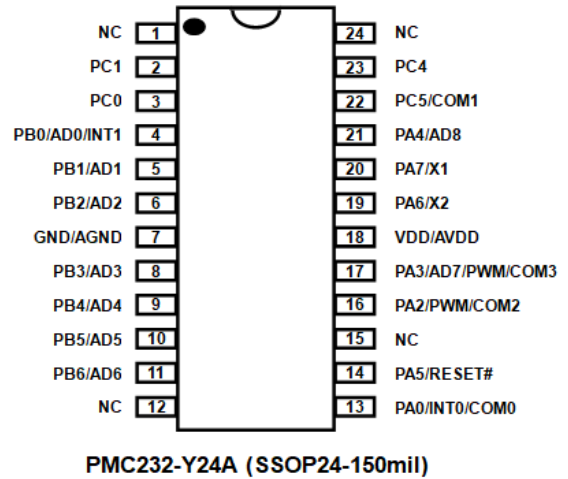 NC 1 24 NC
PC1 2 23 PC4
PC0 3 22 PC5/COM1
PB0/AD0/INT1 4 21 PA4/AD8
PB1/AD1 5 20 PA7/X1
PB2/AD2 6 19 PA6/X2
GND/AGND 7 18 VDD/AVDD
PB3/AD3 8 17 PA3/AD7/PWM/COM3
PB4/AD4 9 16 PA2/PWM/COM2
PB5/AD5 10 15 NC
PB6/AD6 11 14 PA5/RESET#
NC 12 13 PA0/INT0/COM0
PMC232-Y24A (SSOP24-150mil)